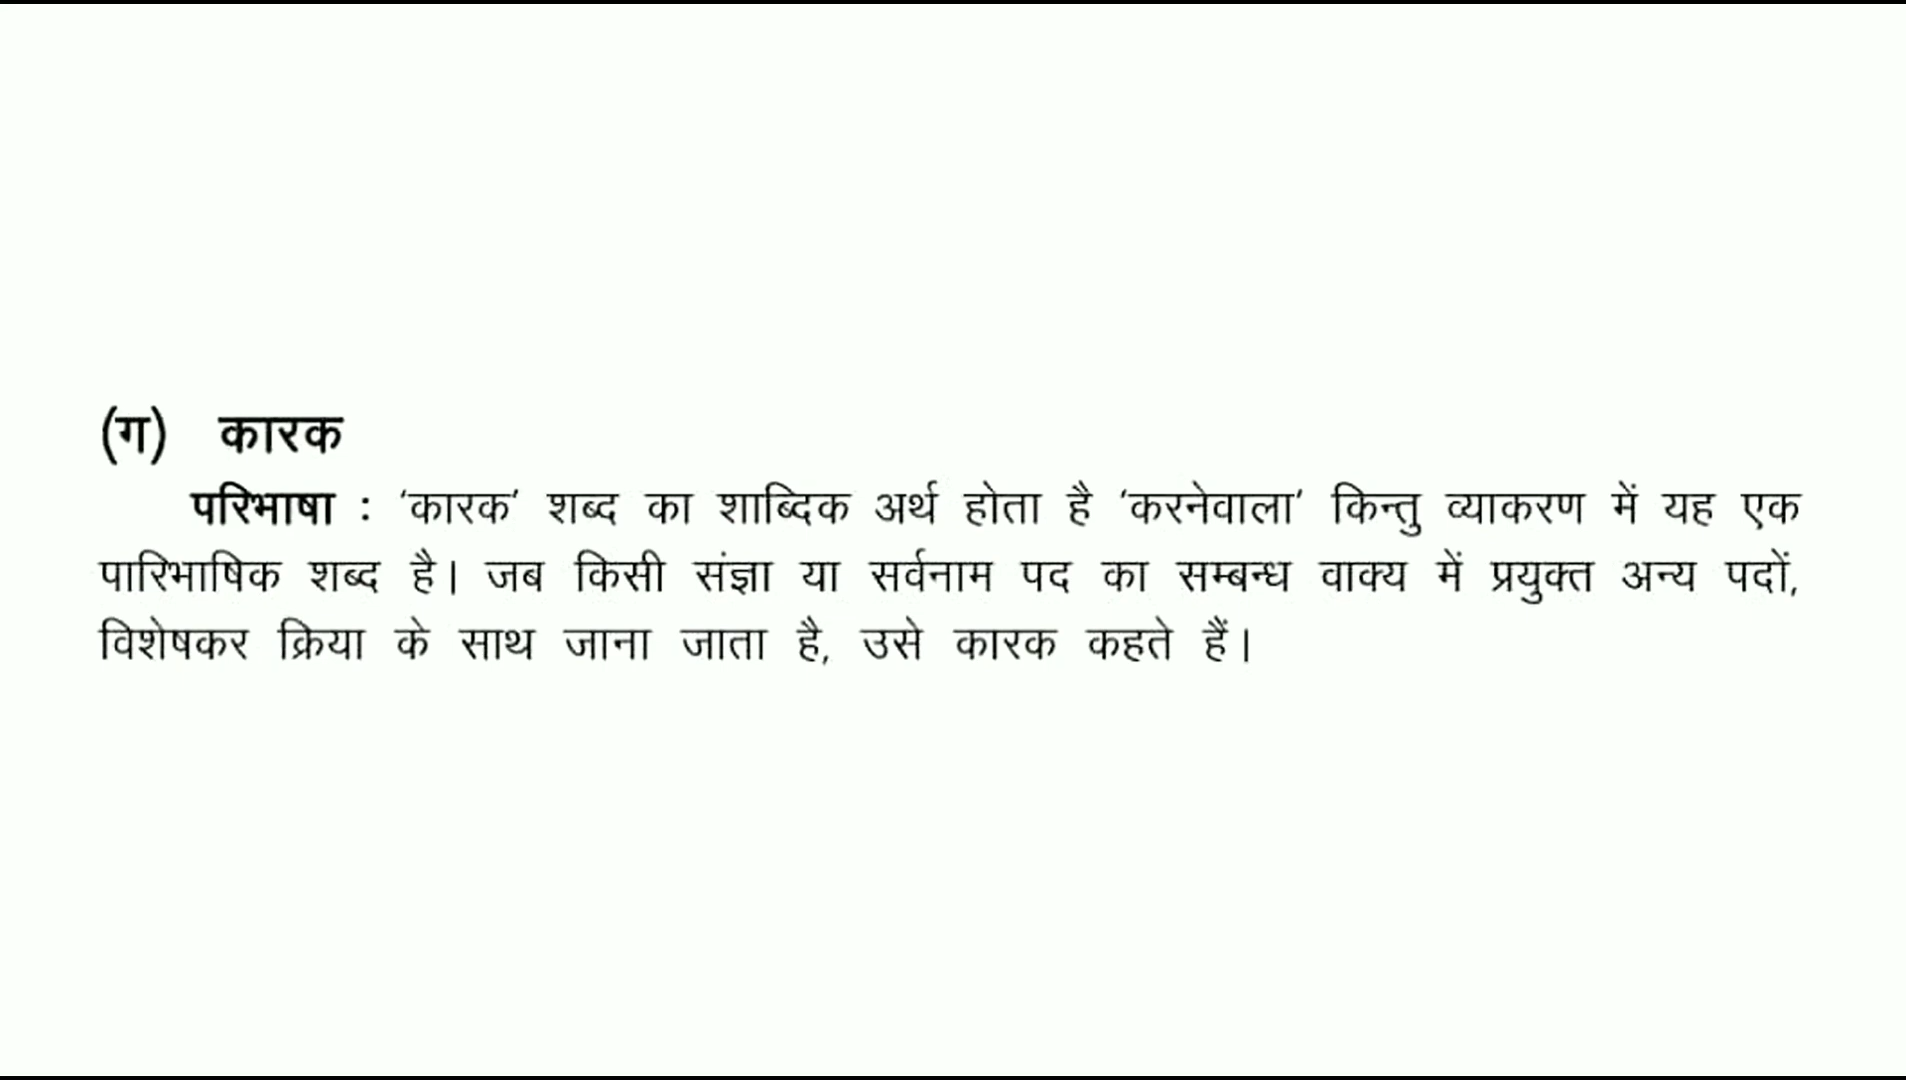 (ग) कारक
परिभाषा : ‘कारक’ शब्द का शाब्दिक अर्थ होता है ‘करनेवाला’ किन्तु व्याकरण में यह एक
पारिभाषिक शब्द है। जब किसी संज्ञा या सर्वनाम पद का सम्बन्ध वाक्य में प्रयुक्त अन्य पदों,
विशेषकर क्रिया के साथ जाना जाता है, उसे कारक कहते हैं।